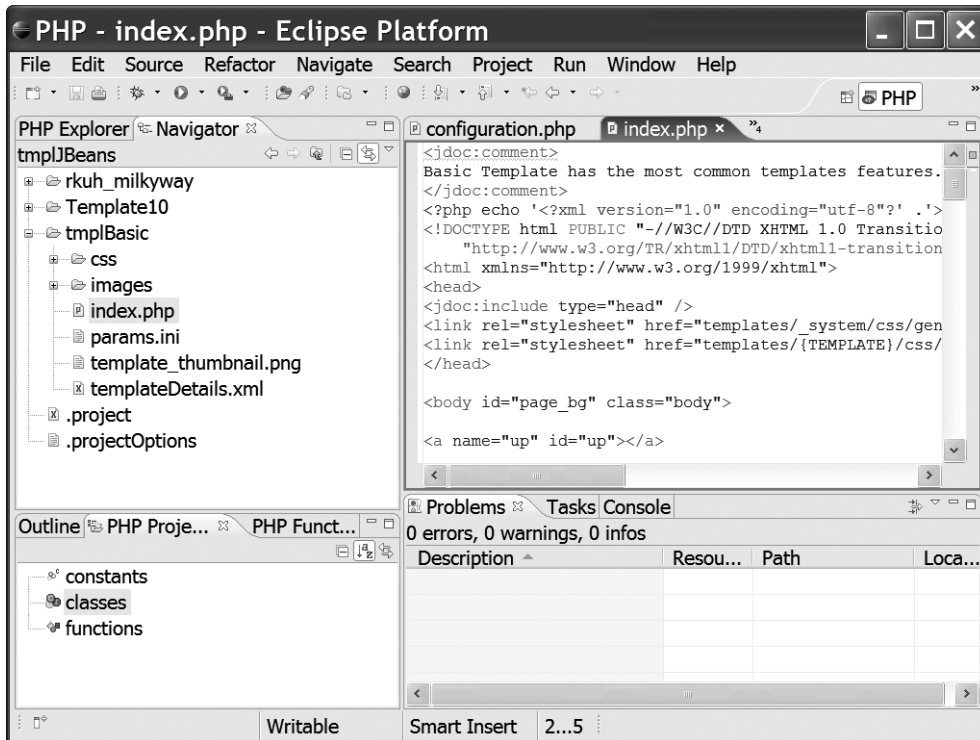 PHP - index.php - Eclipse Platform
File Edit Source Refactor Navigate Search Project Run Window Help
PHP
PHP Explorer Navigator
tmplJBeans
rkuh_milkyway
Template10
tmplBasic
css
images
index.php
params.ini
template_thumbnail.png
templateDetails.xml
.project
.projectOptions
configuration.php index.php »4
<jdoc:comment>
Basic Template has the most common templates features.
</jdoc:comment>
<?php echo '<?xml version="1.0" encoding="utf-8"?' .'>
<!DOCTYPE html PUBLIC "-//W3C//DTD XHTML 1.0 Transitio
"http://www.w3.org/TR/xhtml1/DTD/xhtml1-transition
<html xmlns="http://www.w3.org/1999/xhtml">
<head>
<jdoc:include type="head" />
<link rel="stylesheet" href="templates/_system/css/gen
<link rel="stylesheet" href="templates/{TEMPLATE}/css/
</head>
<body id="page_bg" class="body">
<a name="up" id="up"></a>
Outline PHP Proje... PHP Funct...
constants
classes
functions
Problems Tasks Console
0 errors, 0 warnings, 0 infos
Description Resou... Path Loca...
Writable Smart Insert 2...5